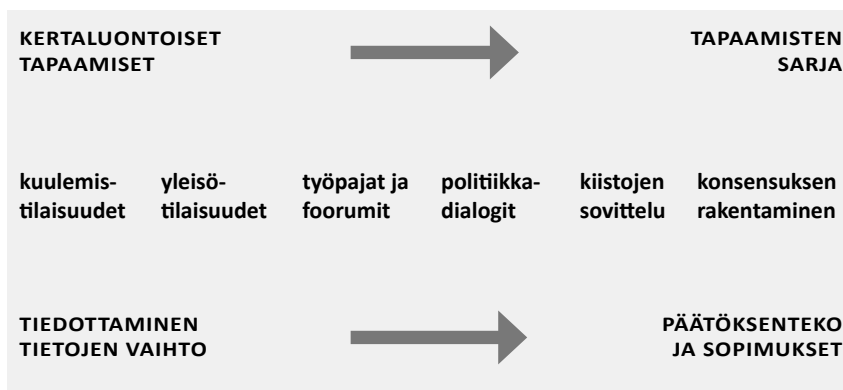 KERTALUONTOISET
TAPAAMISET
TAPAAMISTEN
SARJA
kuulemis-
tilaisuudet
yleisö-
tilaisuudet
työpajat ja
foorumit
politiikka-
dialogit
kiistojen
sovittelu
konsensuksen
rakentaminen
TIEDOTTAMINEN
TIETOJEN VAIHTO
PÄÄTÖKSENTEKO
JA SOPIMUKSET